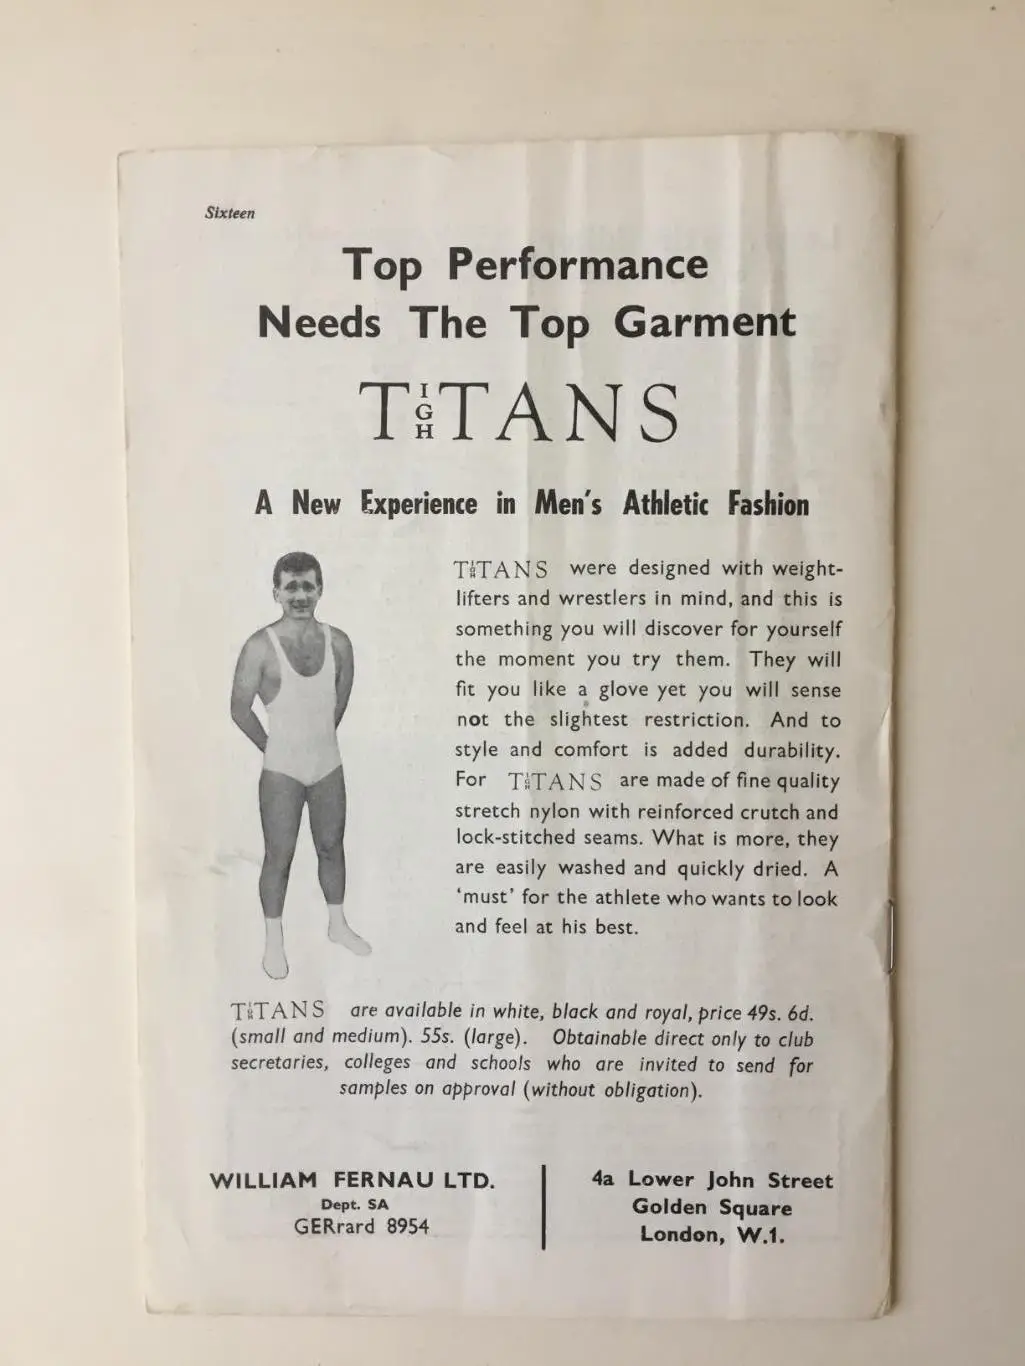 Sixteen
Top Performance
Needs The Top Garment
TIGHTANS
A New Experience in Men's Athletic Fashion
TIGHTANS were designed with weight-
lifters and wrestlers in mind, and this is
something you will discover for yourself
the moment you try them. They will
fit you like a glove yet you will sense
not the slightest restriction. And to
style and comfort is added durability.
For TIGHTANS are made of fine quality
stretch nylon with reinforced crutch and
lock-stitched seams. What is more, they
are easily washed and quickly dried. A
'must' for the athlete who wants to look
and feel at his best.
TIGHTANS are available in white, black and royal, price 49s. 6d.
(small and medium). 55s. (large). Obtainable direct only to club
secretaries, colleges and schools who are invited to send for
samples on approval (without obligation).
WILLIAM FERNAU LTD.
Dept. SA
GERrard 8954
4a Lower John Street
Golden Square
London, W.1.